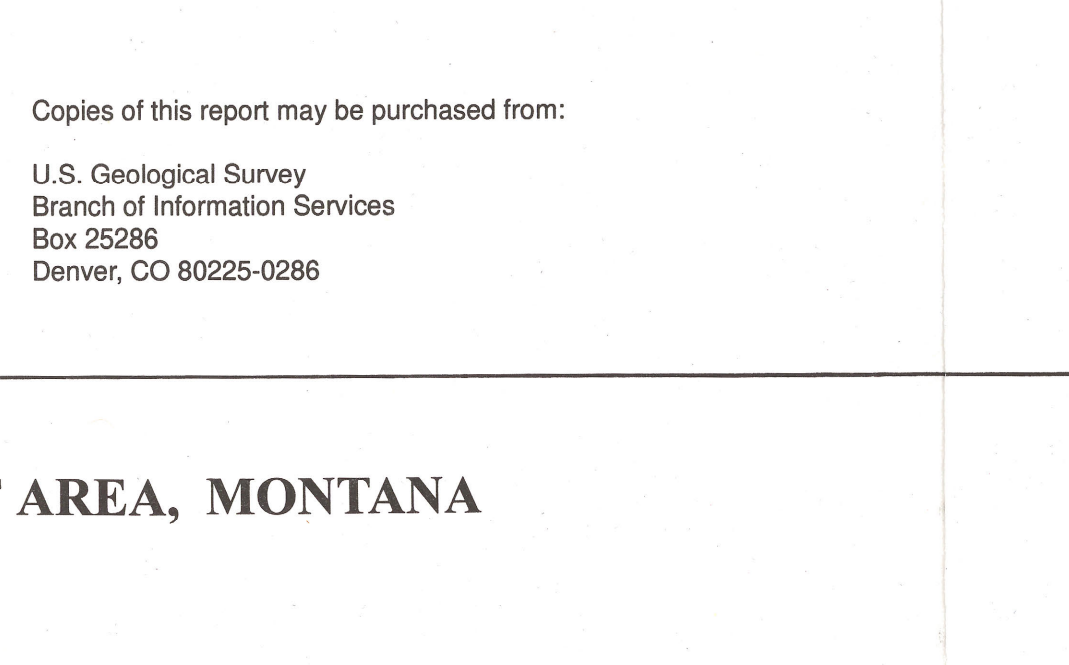 Copies of this report may be purchased from:
U.S. Geological Survey
Branch of Information Services
Box 25286
Denver, CO 80225-0286
AREA, MONTANA